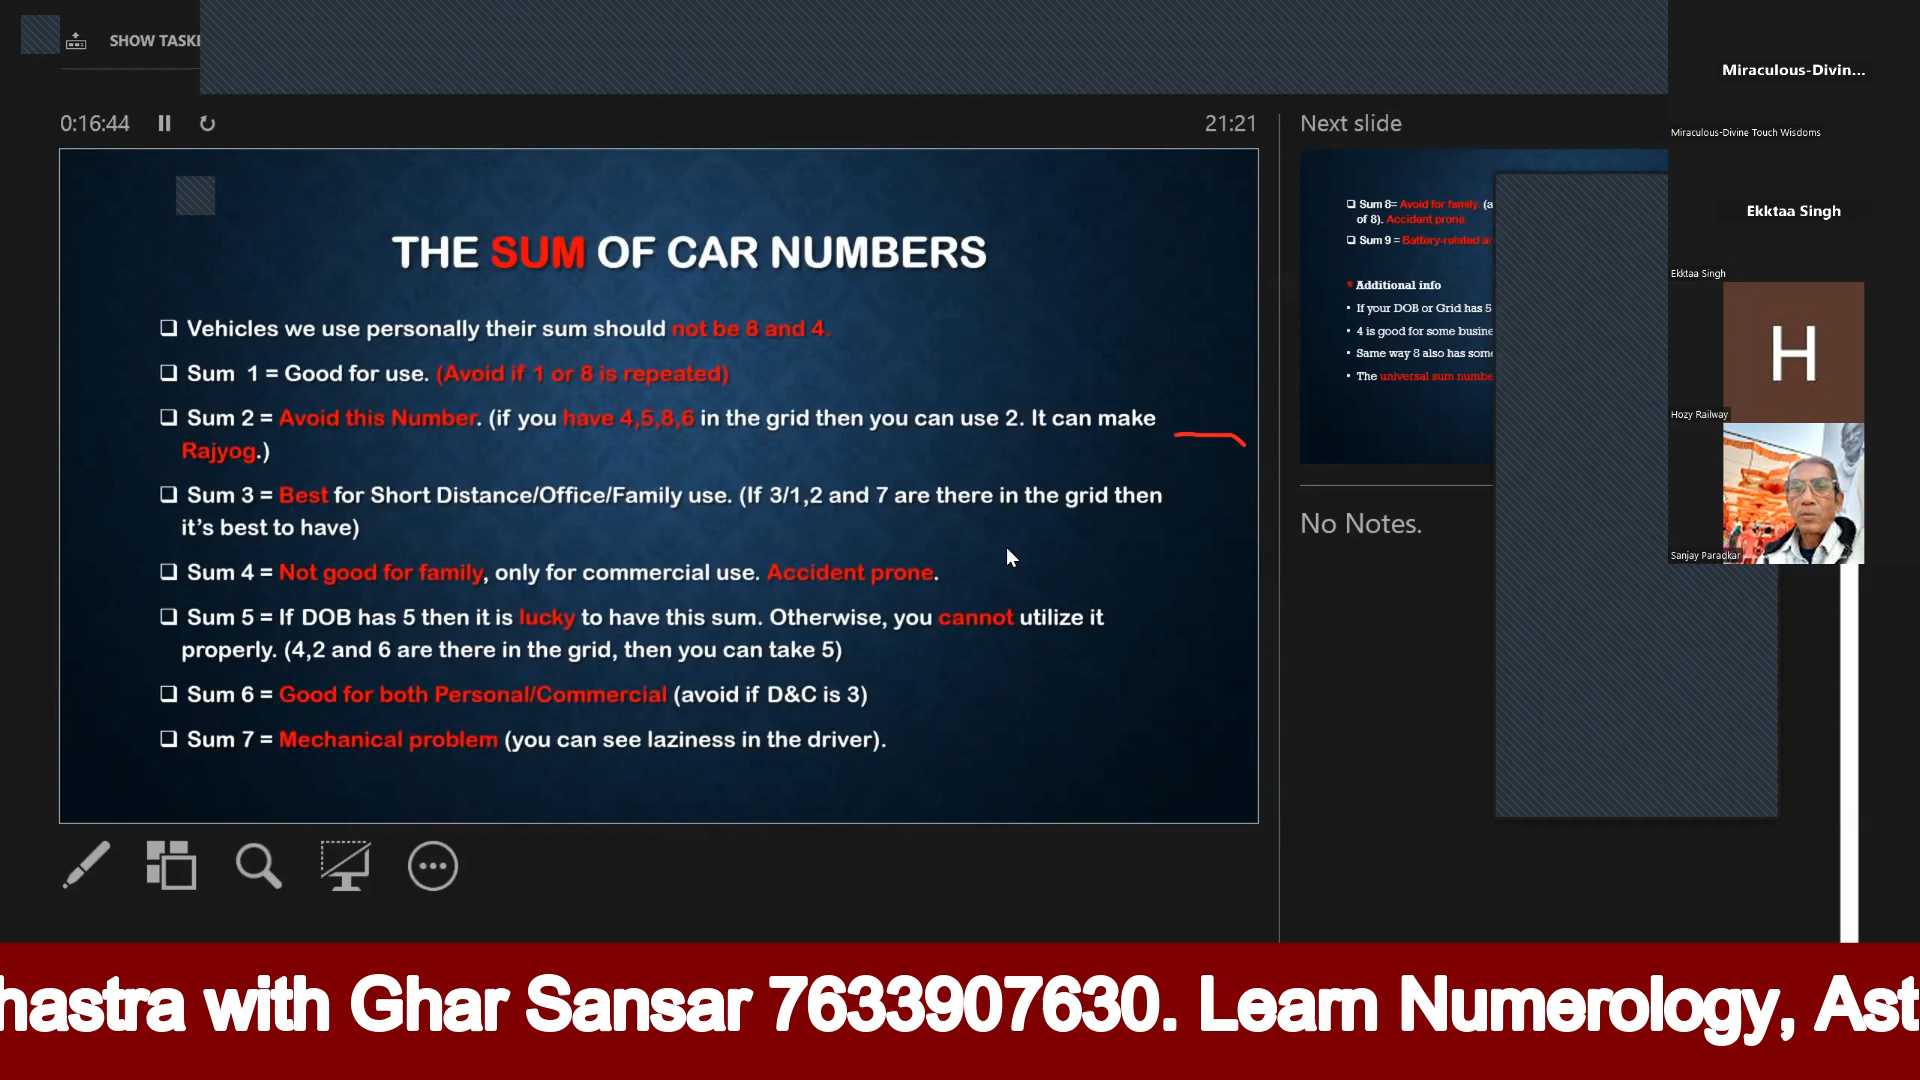 SHOW TASK
0:16:44
21:21
Next slide
THE SUM OF CAR NUMBERS
❑ Vehicles we use personally their sum should not be 8 and 4.
❑ Sum 1 = Good for use. (Avoid if 1 or 8 is repeated)
❑ Sum 2 = Avoid this Number. (if you have 4,5,8,6 in the grid then you can use 2. It can make
Rajyog.)
❑ Sum 3 = Best for Short Distance/Office/Family use. (If 3/1,2 and 7 are there in the grid then
it's best to have)
❑ Sum 4 = Not good for family, only for commercial use. Accident prone.
❑ Sum 5 = If DOB has 5 then it is lucky to have this sum. Otherwise, you cannot utilize it
properly. (4,2 and 6 are there in the grid, then you can take 5)
❑ Sum 6 = Good for both Personal/Commercial (avoid if D&C is 3)
❑ Sum 7 = Mechanical problem (you can see laziness in the driver).
❑ Sum 8= Avoid for family. (a
of 8). Accident prone.
❑ Sum 9 = Battery-related a
* Additional info
• If your DOB or Grid has 5
• 4 is good for some busine
• Same way 8 also has some
• The universal sum numbe
No Notes.
Miraculous-Divin...
Miraculous-Divine Touch Wisdoms
Ekktaa Singh
Ekktaa Singh
H
Hozy Railway
Sanjay Paradkar
hastra with Ghar Sansar 7633907630. Learn Numerology, Ast